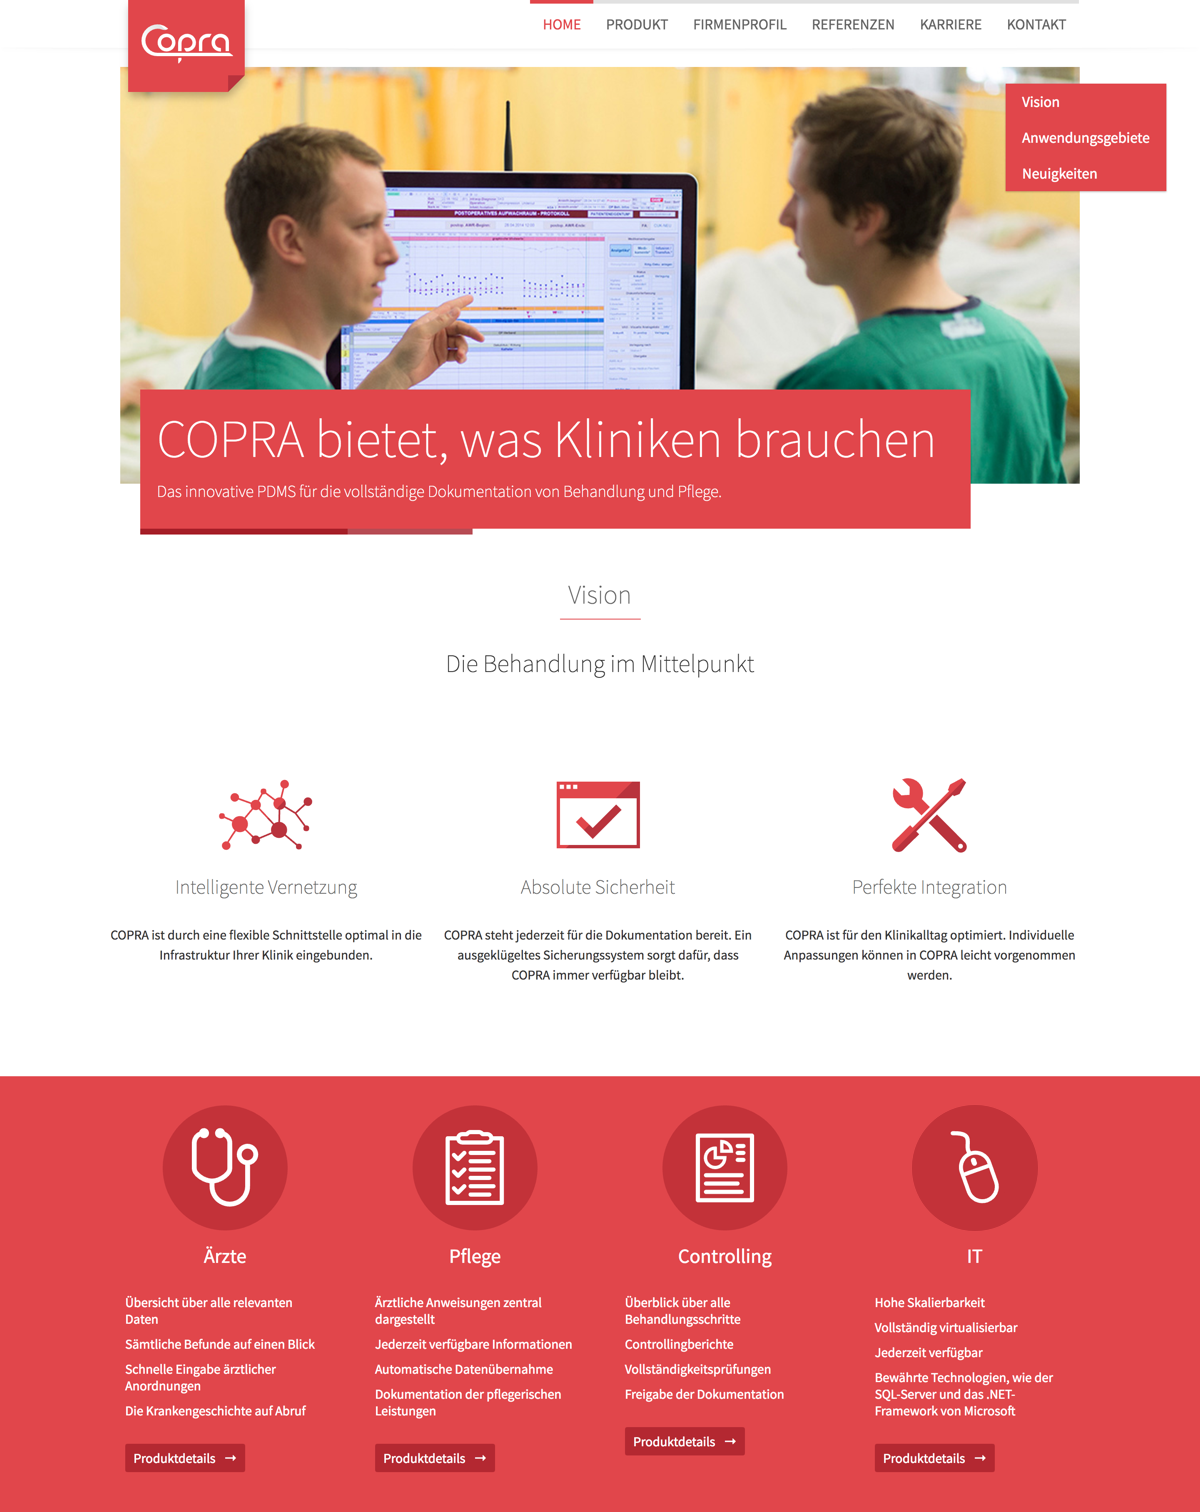 Copra
HOME PRODUKT FIRMENPROFIL REFERENZEN KARRIERE KONTAKT
Vision
Anwendungsgebiete
Neuigkeiten
POSTOPERATIVES AUFWACHRAUM - PROTOKOLL
COPRA bietet, was Kliniken brauchen
Das innovative PDMS für die vollständige Dokumentation von Behandlung und Pflege.
Vision
Die Behandlung im Mittelpunkt
Intelligente Vernetzung
COPRA ist durch eine flexible Schnittstelle optimal in die
Infrastruktur Ihrer Klinik eingebunden.
Absolute Sicherheit
COPRA steht jederzeit für die Dokumentation bereit. Ein
ausgeklügeltes Sicherungssystem sorgt dafür, dass
COPRA immer verfügbar bleibt.
Perfekte Integration
COPRA ist für den Klinikalltag optimiert. Individuelle
Anpassungen können in COPRA leicht vorgenommen
werden.
Ärzte
Übersicht über alle relevanten
Daten
Sämtliche Befunde auf einen Blick
Schnelle Eingabe ärztlicher
Anordnungen
Die Krankengeschichte auf Abruf
Produktdetails →
Pflege
Ärztliche Anweisungen zentral
dargestellt
Jederzeit verfügbare Informationen
Automatische Datenübernahme
Dokumentation der pflegerischen
Leistungen
Produktdetails →
Controlling
Überblick über alle
Behandlungsschritte
Controllingberichte
Vollständigkeitsprüfungen
Freigabe der Dokumentation
Produktdetails →
IT
Hohe Skalierbarkeit
Vollständig virtualisierbar
Jederzeit verfügbar
Bewährte Technologien, wie der
SQL-Server und das .NET-
Framework von Microsoft
Produktdetails →